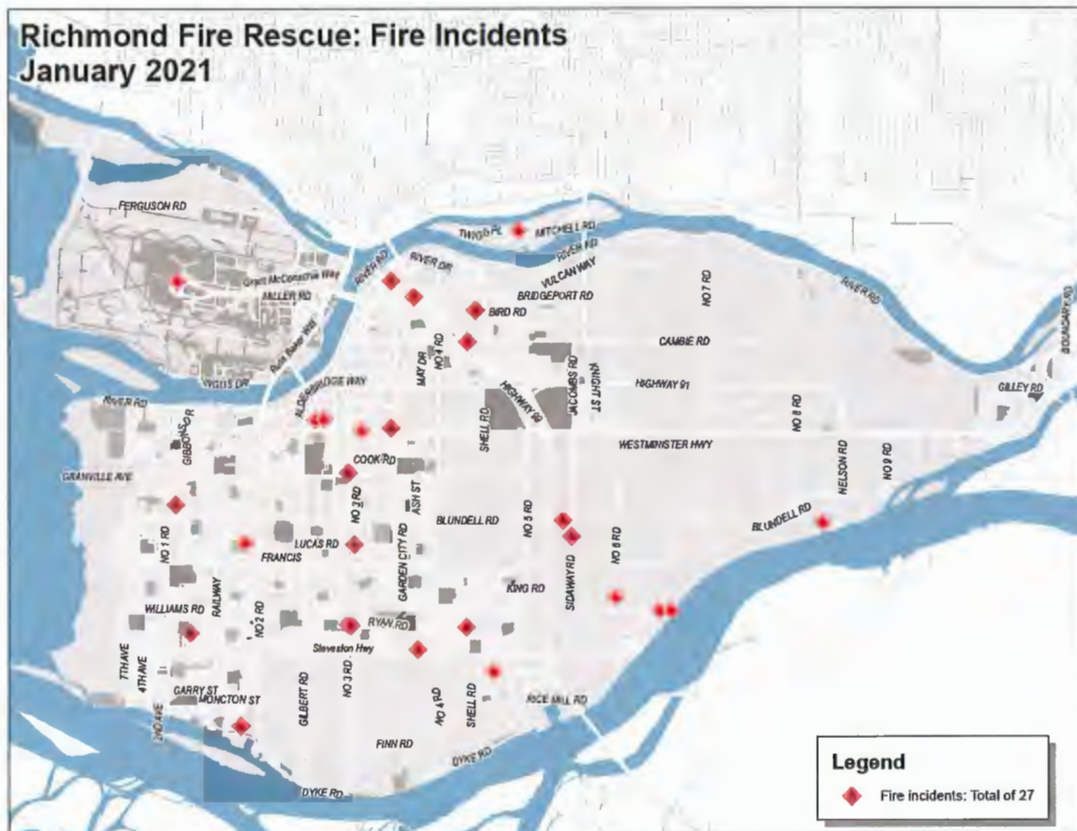 Richmond Fire Rescue: Fire Incidents
January 2021
FERGUSON RD
TWIGG PL
MITCHELL RD
RIVER RD
RIVER RD
RIVER DR
VULCAN WAY
Grant McConachie Way
MILLER RD
BRIDGEPORT RD
NO 7 RD
RIVER RD
BOUNDARY RD
BIRD RD
Russ Baker Way
MAY DR
NO 4 RD
CAMBIE RD
INGLIS DR
ALDERBRIDGE WAY
HIGHWAY 99
JACOMBS RD
KNIGHT ST
HIGHWAY 91
GILLEY RD
RIVER RD
GIBBONS DR
SHELL RD
NO 8 RD
WESTMINSTER HWY
COOK RD
NELSON RD
NO 9 RD
GRANVILLE AVE
ASH ST
NO 3 RD
BLUNDELL RD
NO 5 RD
BLUNDELL RD
NO 1 RD
LUCAS RD
FRANCIS
GARDEN CITY RD
SIDAWAY RD
NO 6 RD
KING RD
RAILWAY
WILLIAMS RD
NO 2 RD
RYAN RD
Steveston Hwy
7TH AVE
4TH AVE
GARRY ST
MONCTON ST
2ND AVE
GILBERT RD
NO 3 RD
NO 4 RD
SHELL RD
RICE MILL RD
FINN RD
DYKE RD
DYKE RD
Legend
Fire incidents: Total of 27